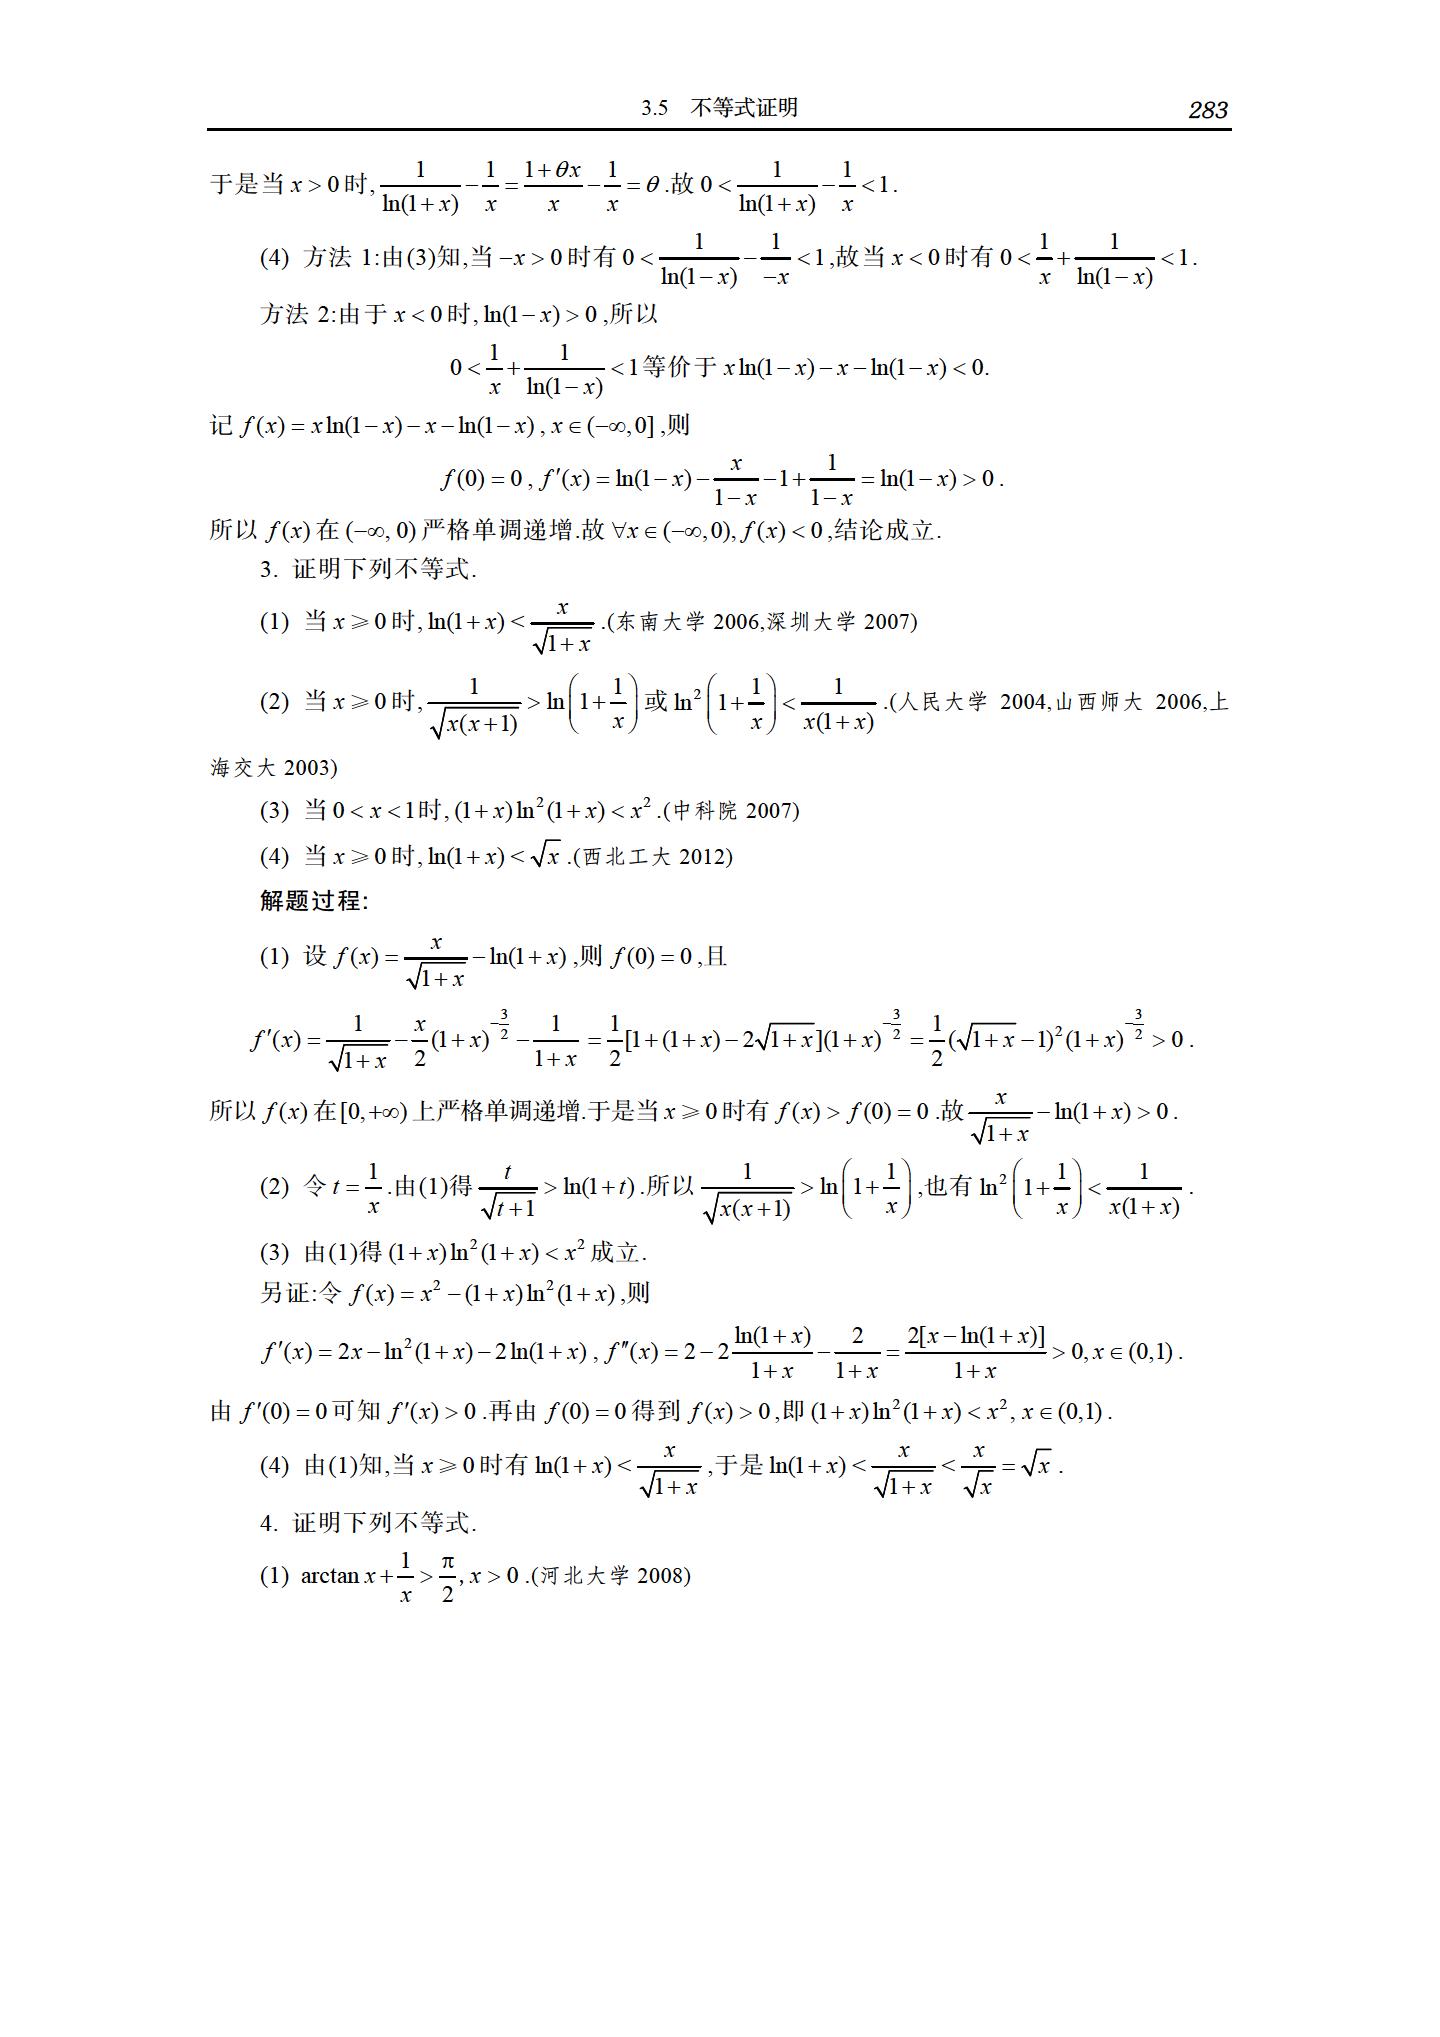 3.5 不等式证明 283
于是当 $x>0$ 时, $\frac{1}{\ln(1+x)}-\frac{1}{x}=\frac{1+\theta x}{x}-\frac{1}{x}=\theta$ .故 $0<\frac{1}{\ln(1+x)}-\frac{1}{x}<1$.
(4) 方法 1:由(3)知,当 $-x>0$ 时有 $0<\frac{1}{\ln(1-x)}-\frac{1}{-x}<1$,故当 $x<0$ 时有 $0<\frac{1}{x}+\frac{1}{\ln(1-x)}<1$.
方法 2:由于 $x<0$ 时, $\ln(1-x)>0$ ,所以
$0<\frac{1}{x}+\frac{1}{\ln(1-x)}<1$ 等价于 $x\ln(1-x)-x-\ln(1-x)<0$.
记 $f(x)=x\ln(1-x)-x-\ln(1-x)$ , $x\in(-\infty,0]$ ,则
$f(0)=0$ , $f'(x)=\ln(1-x)-\frac{x}{1-x}-1+\frac{1}{1-x}=\ln(1-x)>0$ .
所以 $f(x)$ 在 $(-\infty,0)$ 严格单调递增.故 $\forall x\in(-\infty,0),f(x)<0$ ,结论成立.
3. 证明下列不等式.
(1) 当 $x\geqslant 0$ 时, $\ln(1+x)<\frac{x}{\sqrt{1+x}}$ .(东南大学 2006,深圳大学 2007)
(2) 当 $x\geqslant 0$ 时, $\frac{1}{\sqrt{x(x+1)}}>\ln\left(1+\frac{1}{x}\right)$ 或 $\ln^2\left(1+\frac{1}{x}\right)<\frac{1}{x(1+x)}$ .(人民大学 2004,山西师大 2006,上
海交大 2003)
(3) 当 $0<x<1$ 时, $(1+x)\ln^2(1+x)<x^2$ .(中科院 2007)
(4) 当 $x\geqslant 0$ 时, $\ln(1+x)<\sqrt{x}$ .(西北工大 2012)
解题过程:
(1) 设 $f(x)=\frac{x}{\sqrt{1+x}}-\ln(1+x)$ ,则 $f(0)=0$ ,且
$f'(x)=\frac{1}{\sqrt{1+x}}-\frac{x}{2}(1+x)^{-\frac{3}{2}}-\frac{1}{1+x}=\frac{1}{2}[1+(1+x)-2\sqrt{1+x}](1+x)^{-\frac{3}{2}}=\frac{1}{2}(\sqrt{1+x}-1)^2(1+x)^{-\frac{3}{2}}>0$ .
所以 $f(x)$ 在 $[0,+\infty)$ 上严格单调递增.于是当 $x\geqslant 0$ 时有 $f(x)>f(0)=0$ .故 $\frac{x}{\sqrt{1+x}}-\ln(1+x)>0$ .
(2) 令 $t=\frac{1}{x}$ .由(1)得 $\frac{t}{\sqrt{t+1}}>\ln(1+t)$ .所以 $\frac{1}{\sqrt{x(x+1)}}>\ln\left(1+\frac{1}{x}\right)$ ,也有 $\ln^2\left(1+\frac{1}{x}\right)<\frac{1}{x(1+x)}$ .
(3) 由(1)得 $(1+x)\ln^2(1+x)<x^2$ 成立.
另证:令 $f(x)=x^2-(1+x)\ln^2(1+x)$ ,则
$f'(x)=2x-\ln^2(1+x)-2\ln(1+x)$ , $f''(x)=2-2\frac{\ln(1+x)}{1+x}-\frac{2}{1+x}=\frac{2[x-\ln(1+x)]}{1+x}>0,x\in(0,1)$ .
由 $f'(0)=0$ 可知 $f'(x)>0$ .再由 $f(0)=0$ 得到 $f(x)>0$ ,即 $(1+x)\ln^2(1+x)<x^2,x\in(0,1)$ .
(4) 由(1)知,当 $x\geqslant 0$ 时有 $\ln(1+x)<\frac{x}{\sqrt{1+x}}$ ,于是 $\ln(1+x)<\frac{x}{\sqrt{1+x}}<\frac{x}{\sqrt{x}}=\sqrt{x}$ .
4. 证明下列不等式.
(1) $\arctan x+\frac{1}{x}>\frac{\pi}{2},x>0$ .(河北大学 2008)